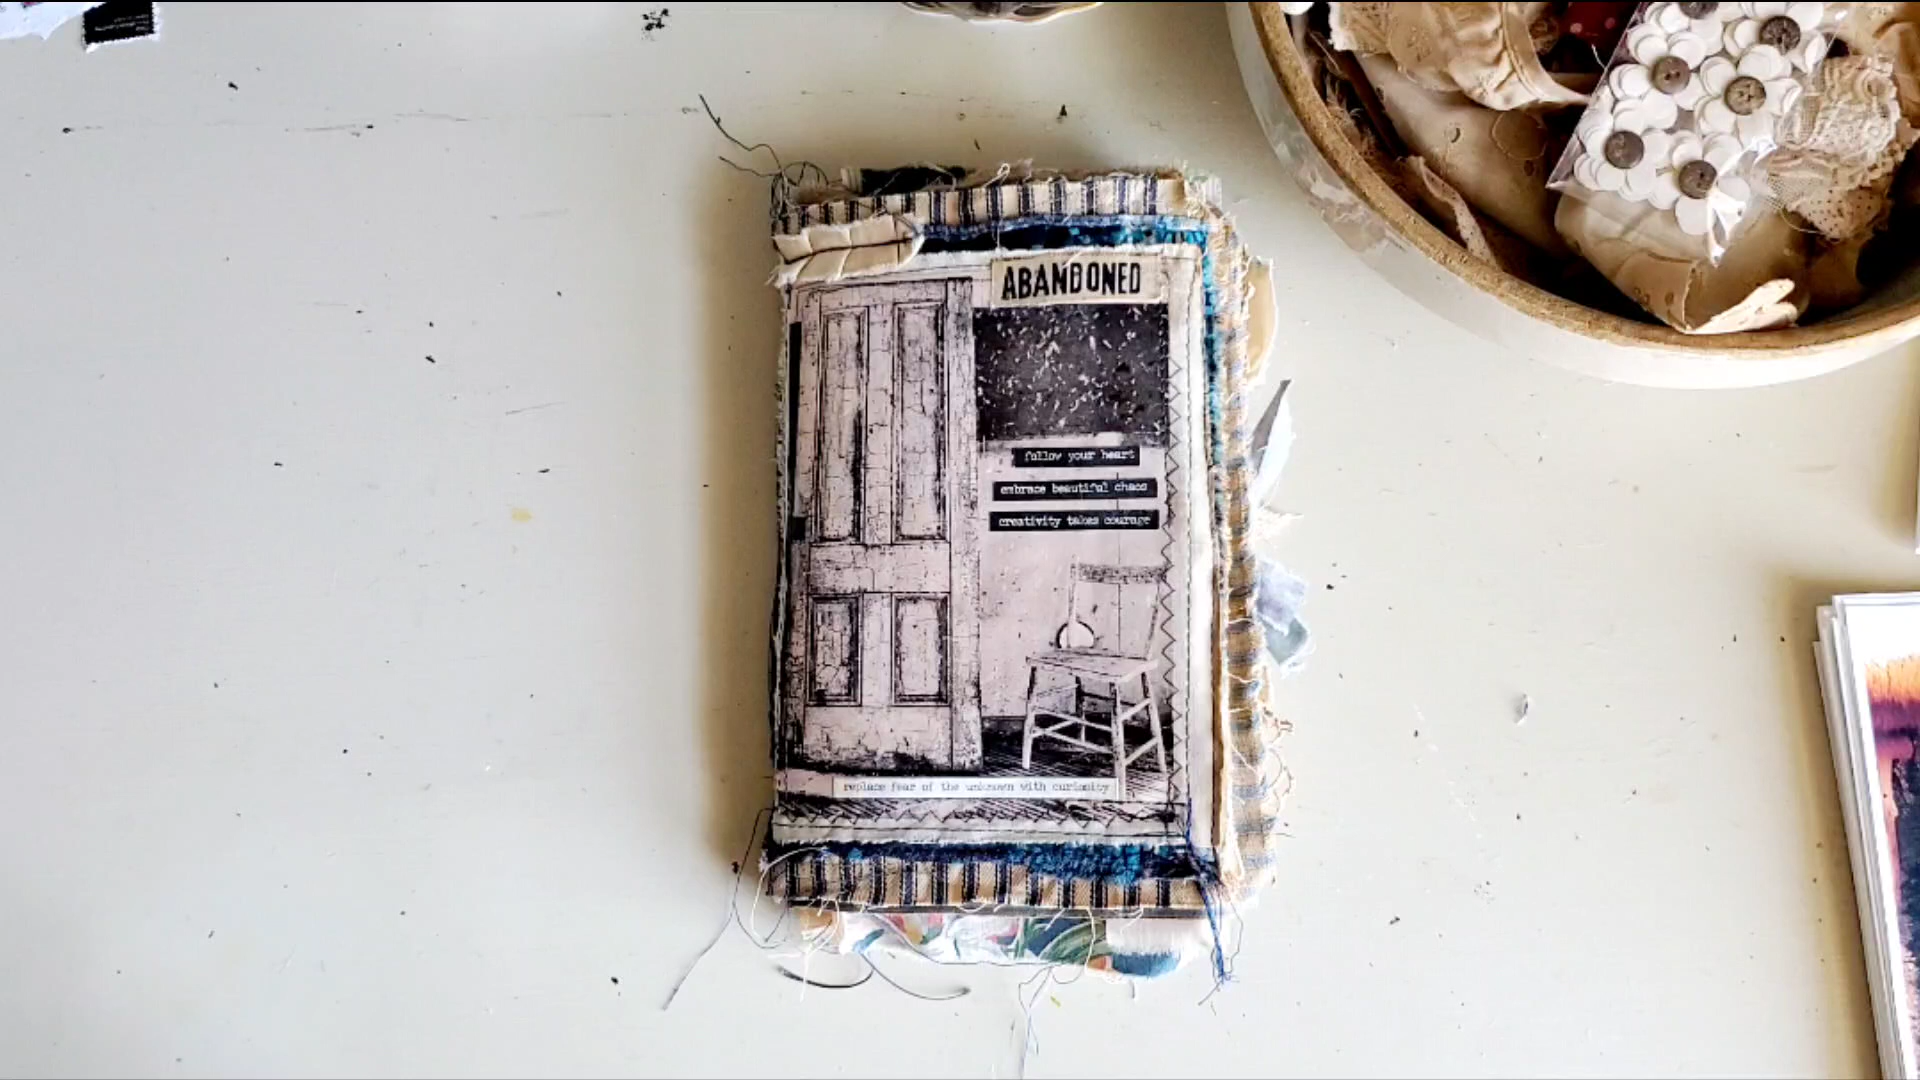 ABANDONED
follow your heart
embrace beautiful chaos
creativity takes courage
replace fear of the unknown with curiosity